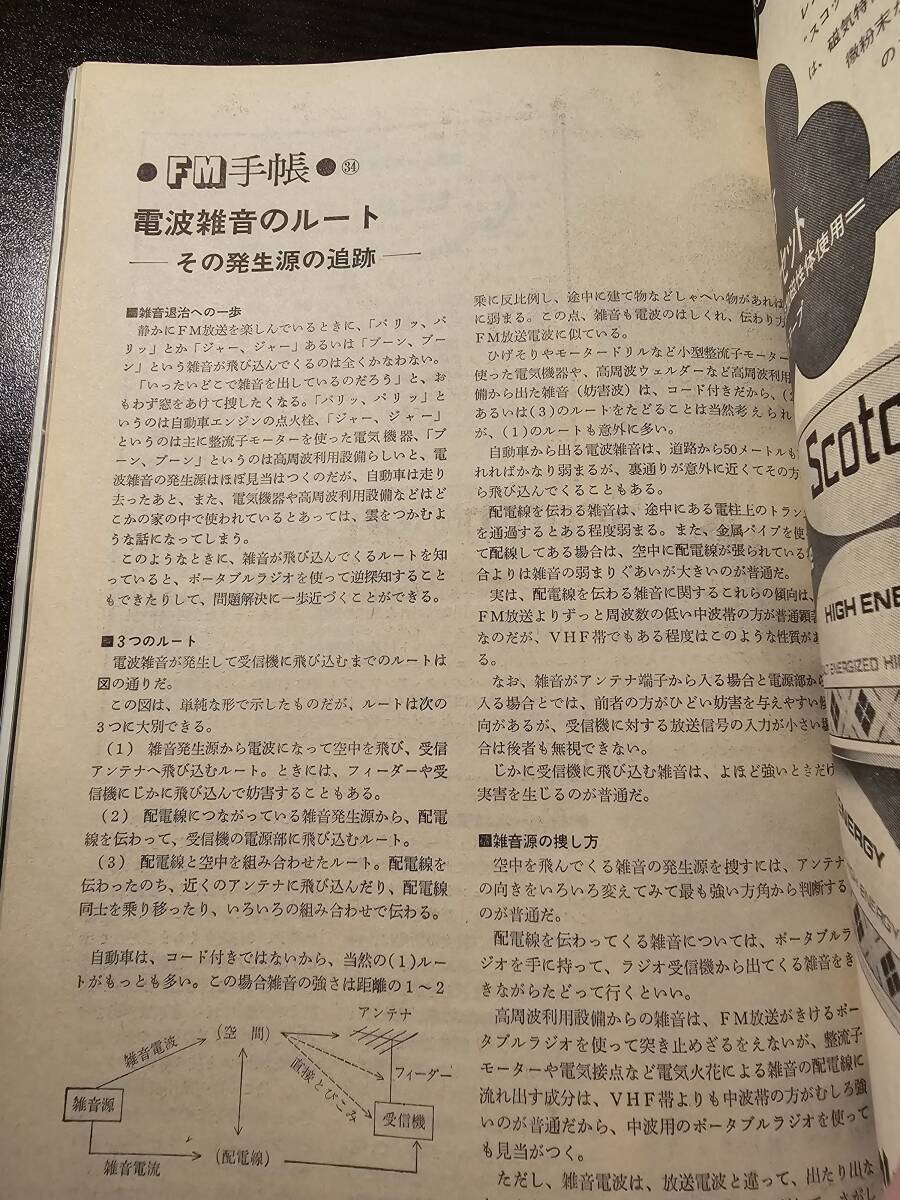 ●FM手帳●㉞
電波雑音のルート
— その発生源の追跡 —
雑音退治への一歩
静かにFM放送を楽しんでいるときに、「バリッ、バ
リッ」とか「ジャー、ジャー」あるいは「ブーン、ブー
ン」という雑音が飛び込んでくるのは全くかなわない。
「いったいどこで雑音を出しているのだろう」と、お
もわず窓をあけて捜したくなる。「バリッ、バリッ」と
いうのは自動車エンジンの点火栓、「ジャー、ジャー」
というのは主に整流子モーターを使った電気機器、「ブ
ーン、ブーン」というのは高周波利用設備らしいと、電
波雑音の発生源はほぼ見当はつくのだが、自動車は走り
去ったあと、また、電気機器や高周波利用設備などはど
こかの家の中で使われているとあっては、雲をつかむよ
うな話になってしまう。
このようなときに、雑音が飛び込んでくるルートを知
っていると、ポータブルラジオを使って逆探知すること
もできたりして、問題解決に一歩近づくことができる。
3つのルート
電波雑音が発生して受信機に飛び込むまでのルートは
図の通りだ。
この図は、単純な形で示したものだが、ルートは次の
3つに大別できる。
(1) 雑音発生源から電波になって空中を飛び、受信
アンテナへ飛び込むルート。ときには、フィーダーや受
信機にじかに飛び込んで妨害することもある。
(2) 配電線につながっている雑音発生源から、配電
線を伝わって、受信機の電源部に飛び込むルート。
(3) 配電線と空中を組み合わせたルート。配電線を
伝わったのち、近くのアンテナに飛び込んだり、配電線
同士を乗り移ったり、いろいろの組み合わせで伝わる。
自動車は、コード付きではないから、当然の(1)ルー
トがもっとも多い。この場合雑音の強さは距離の1～2
雑音源
雑音電波
(空 間)
アンテナ
フィーダー
直接とびこみ
受信機
雑音電流
(配電線)
乗に反比例し、途中に建て物などしゃへい物があれば
に弱まる。この点、雑音も電波のはしくれ、伝わり方
FM放送電波に似ている。
ひげそりやモータードリルなど小型整流子モーター
使った電気機器や、高周波ウェルダーなど高周波利用
備から出た雑音(妨害波)は、コード付きだから、(2
あるいは(3)のルートをたどることは当然考えられ
が、(1)のルートも意外に多い。
自動車から出る電波雑音は、道路から50メートルも
れればかなり弱まるが、裏通りが意外に近くてその方
ら飛び込んでくることもある。
配電線を伝わる雑音は、途中にある電柱上のトラン
を通過するとある程度弱まる。また、金属パイプを使
て配線してある場合は、空中に配電線が張られている
合よりは雑音の弱まりぐあいが大きいのが普通だ。
実は、配電線を伝わる雑音に関するこれらの傾向は、
FM放送よりずっと周波数の低い中波帯の方が普通顕著
なのだが、VHF帯でもある程度はこのような性質があ
る。
なお、雑音がアンテナ端子から入る場合と電源部から
入る場合とでは、前者の方がひどい妨害を与えやすい傾
向があるが、受信機に対する放送信号の入力が小さい場
合は後者も無視できない。
じかに受信機に飛び込む雑音は、よほど強いときだけ
実害を生じるのが普通だ。
雑音源の捜し方
空中を飛んでくる雑音の発生源を捜すには、アンテナ
の向きをいろいろ変えてみて最も強い方角から判断する
のが普通だ。
配電線を伝わってくる雑音については、ポータブルラ
ジオを手に持って、ラジオ受信機から出てくる雑音をき
きながらたどって行くといい。
高周波利用設備からの雑音は、FM放送がきけるポー
タブルラジオを使って突き止めざるをえないが、整流子
モーターや電気接点など電気火花による雑音の配電線に
流れ出す成分は、VHF帯よりも中波帯の方がむしろ強
いのが普通だから、中波用のポータブルラジオを使って
も見当がつく。
ただし、雑音電波は、放送電波と違って、出たり出な
"スコッ
は、磁気特
微粉末
の
ヒット
性体使用=
ープ
Scotc
HIGH ENE
ENERGIZED HI
ENERGY
ENERGY